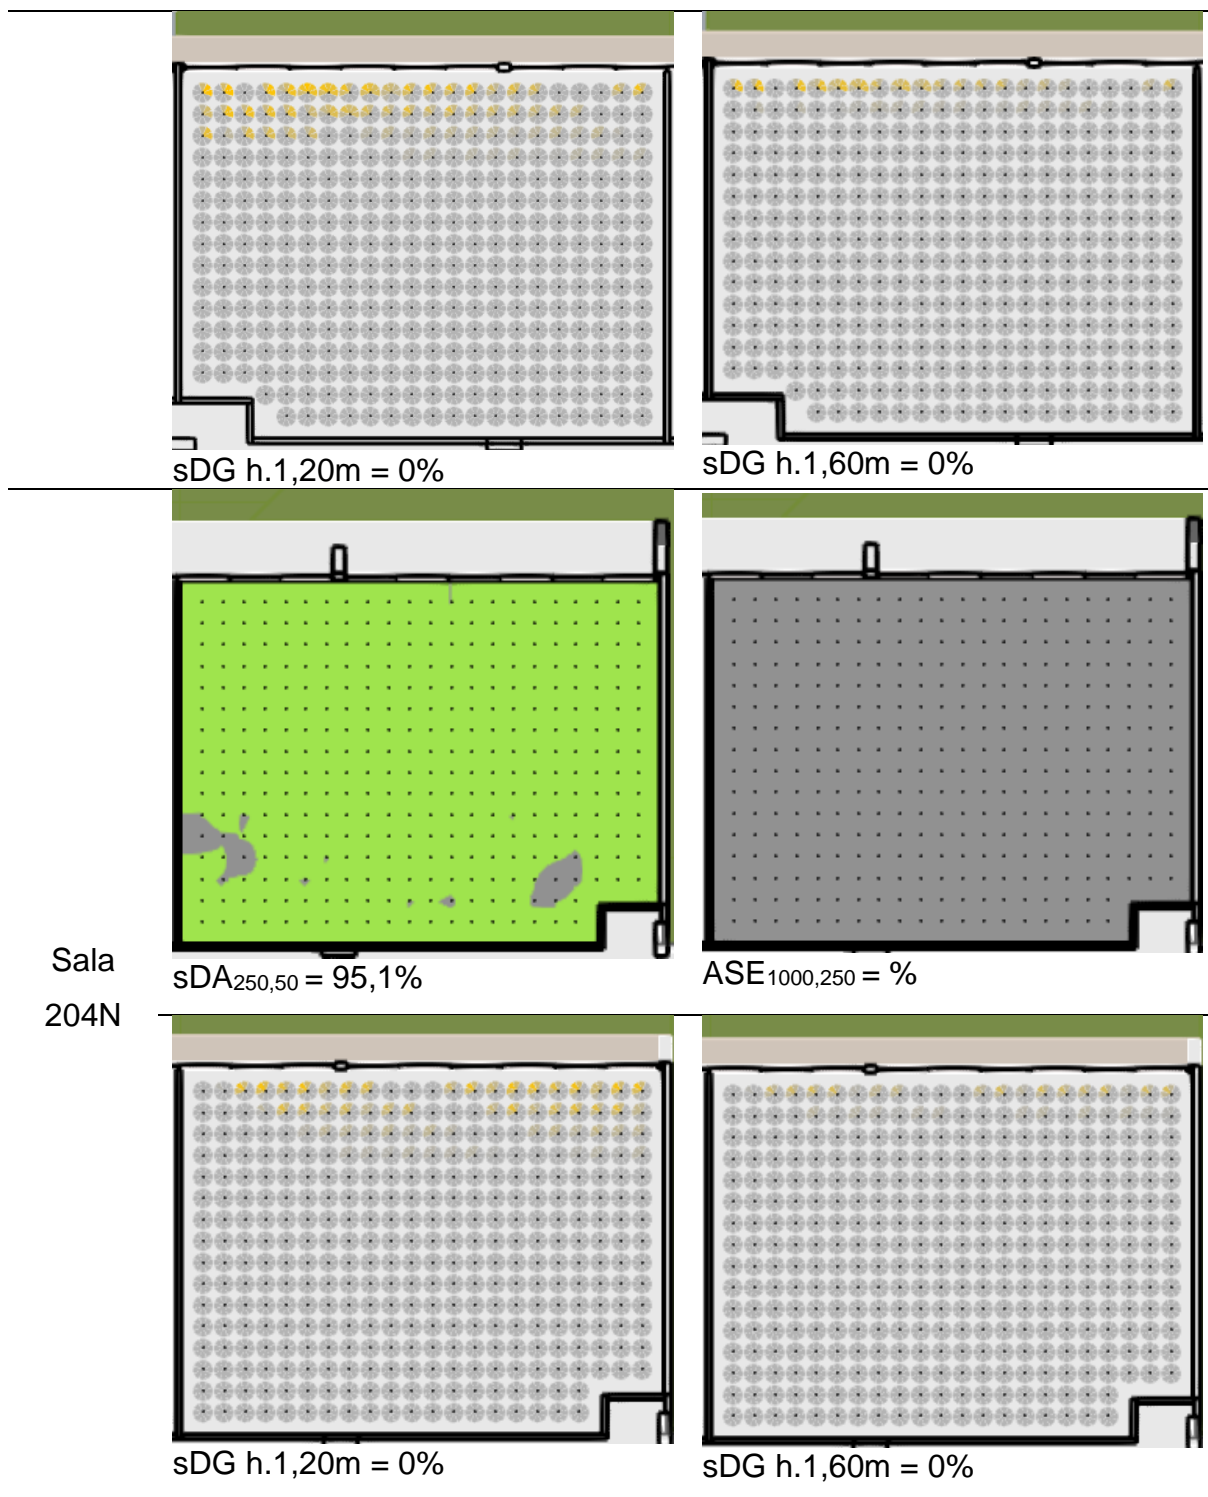 sDG h.1,20m = 0%
sDG h.1,60m = 0%
Sala
204N
sDA250,50 = 95,1%
ASE1000,250 = %
sDG h.1,20m = 0%
sDG h.1,60m = 0%